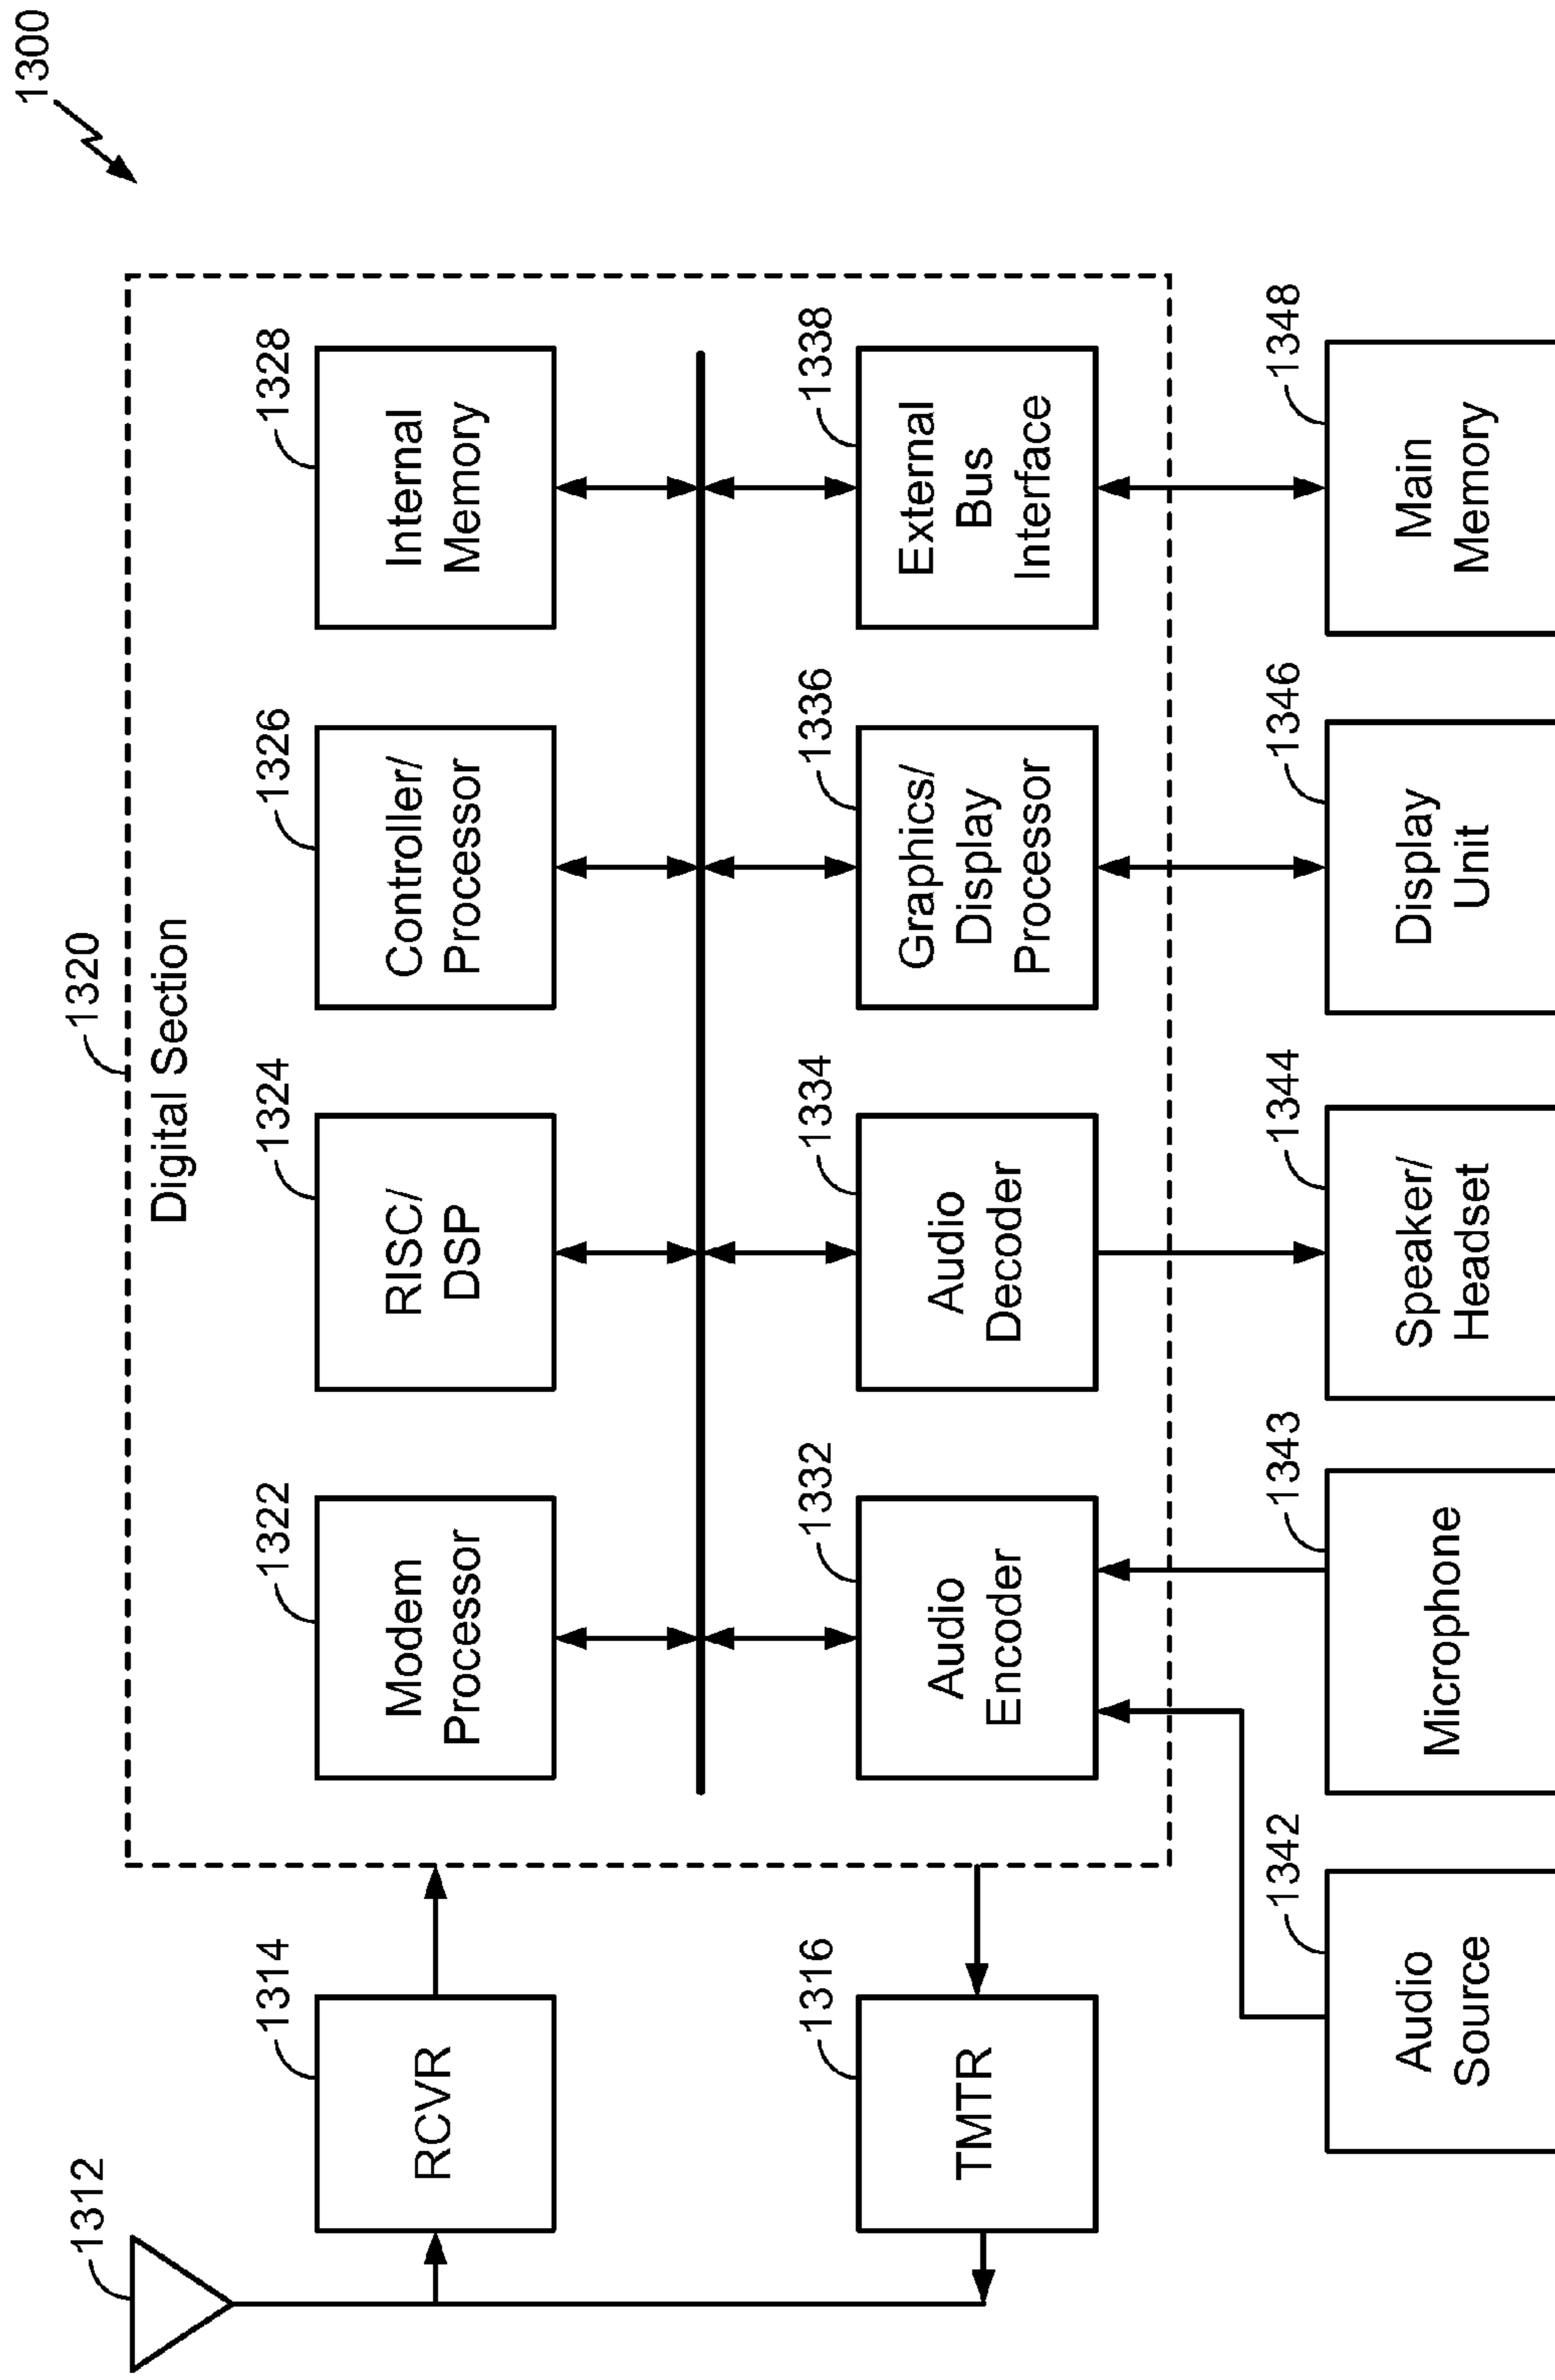 1300
1320
Digital Section
1312
1314
RCVR
1322
Modem
Processor
1324
RISC/
DSP
1326
Controller/
Processor
1328
Internal
Memory
1316
TMTR
1332
Audio
Encoder
1334
Audio
Decoder
1336
Graphics/
Display
Processor
1338
External
Bus
Interface
1342
Audio
Source
1343
Microphone
1344
Speaker/
Headset
1346
Display
Unit
1348
Main
Memory